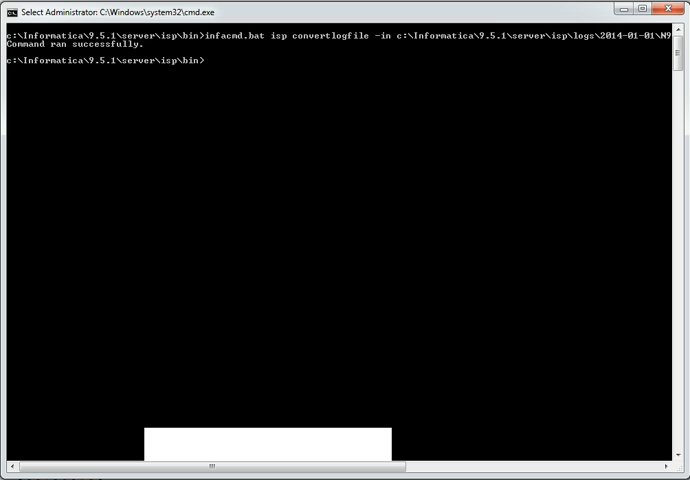 Select Administrator: C:\Windows\system32\cmd.exe
c:\Informatica\9.5.1\server\isp\bin>infacmd.bat isp convertlogfile -in c:\Informatica\9.5.1\server\isp\logs\2014-01-01\N9
Command ran successfully.
c:\Informatica\9.5.1\server\isp\bin>